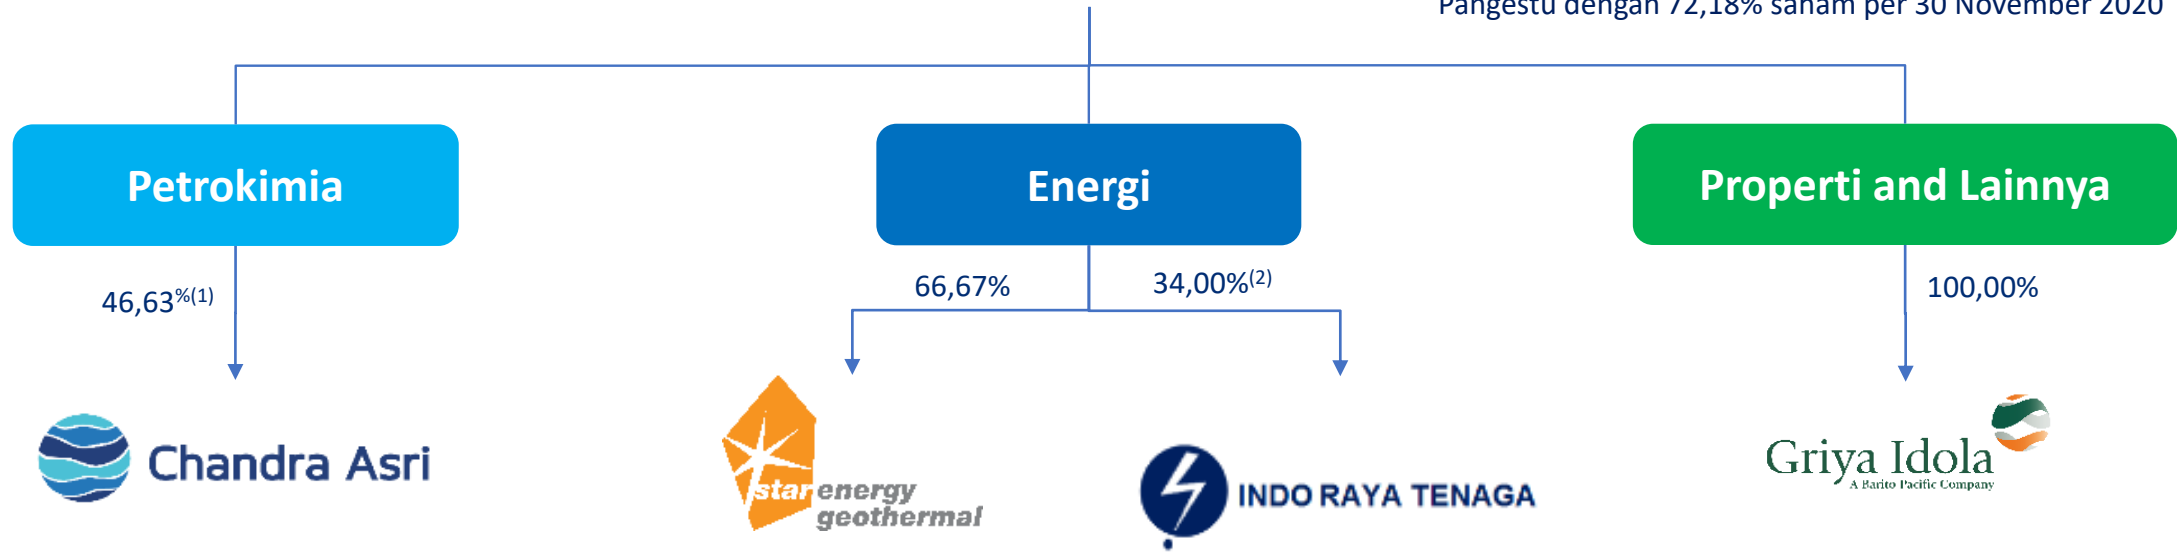 Pangestu dengan 72,18% saham per 30 November 2020
Petrokimia
Energi
Properti and Lainnya
46,63%(1)
66,67%
34,00%(2)
100,00%
Chandra Asri
star energy
geothermal
INDO RAYA TENAGA
Griya Idola
A Barito Pacific Company